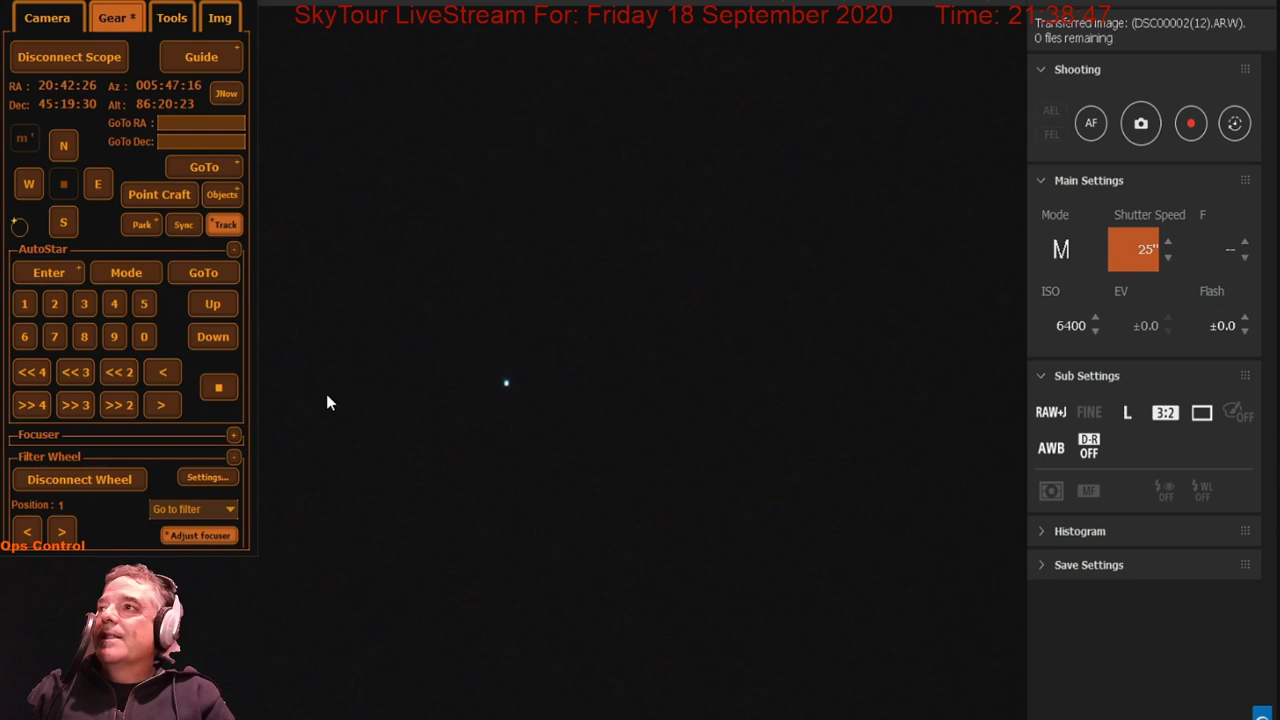 SkyTour LiveStream For: Friday 18 September 2020 Time: 21:38:47
Camera Gear * Tools Img
Disconnect Scope Guide +
RA : 20:42:26 Az : 005:47:16 JNow
Dec: 45:19:30 Alt : 86:20:23
GoTo RA :
GoTo Dec:
m' N
GoTo +
W E Point Craft Objects +
S Park + Sync * Track
AutoStar -
Enter + Mode GoTo
1 2 3 4 5 Up
6 7 8 9 0 Down
<< 4 << 3 << 2 <
>> 4 >> 3 >> 2 >
Focuser +
Filter Wheel -
Disconnect Wheel Settings...
Position : 1 Go to filter
< > * Adjust focuser
Ops Control
Transferred image: (DSC00002(12).ARW).
0 files remaining
Shooting
AEL
FEL
AF
Main Settings
Mode Shutter Speed F
M 25" --
ISO EV Flash
6400 ±0.0 ±0.0
Sub Settings
RAW+J FINE L 3:2 OFF
AWB D-R OFF
MF OFF WL OFF
Histogram
Save Settings